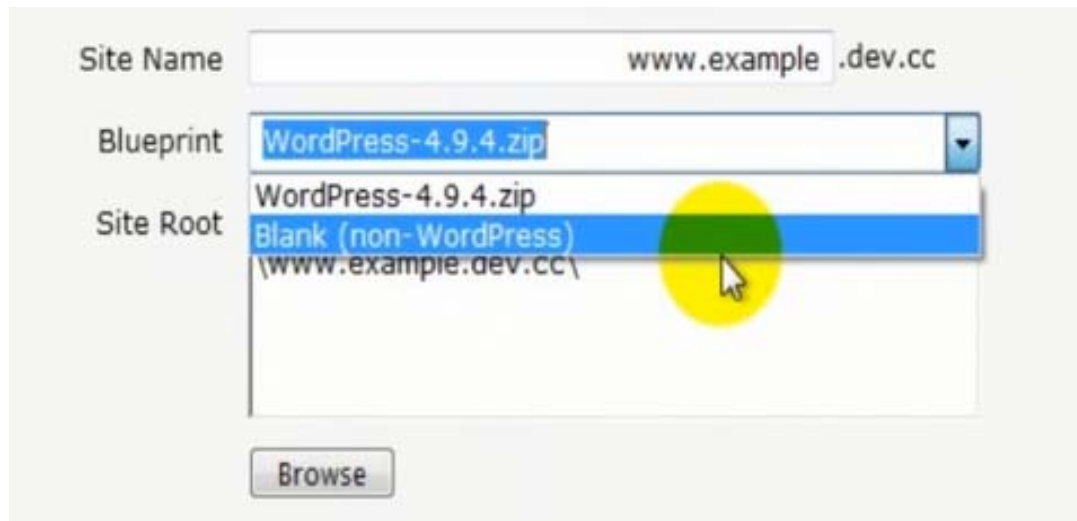 Site Name www.example .dev.cc
Blueprint WordPress-4.9.4.zip
WordPress-4.9.4.zip
Site Root
Blank (non-WordPress)
\www.example.dev.cc\
Browse